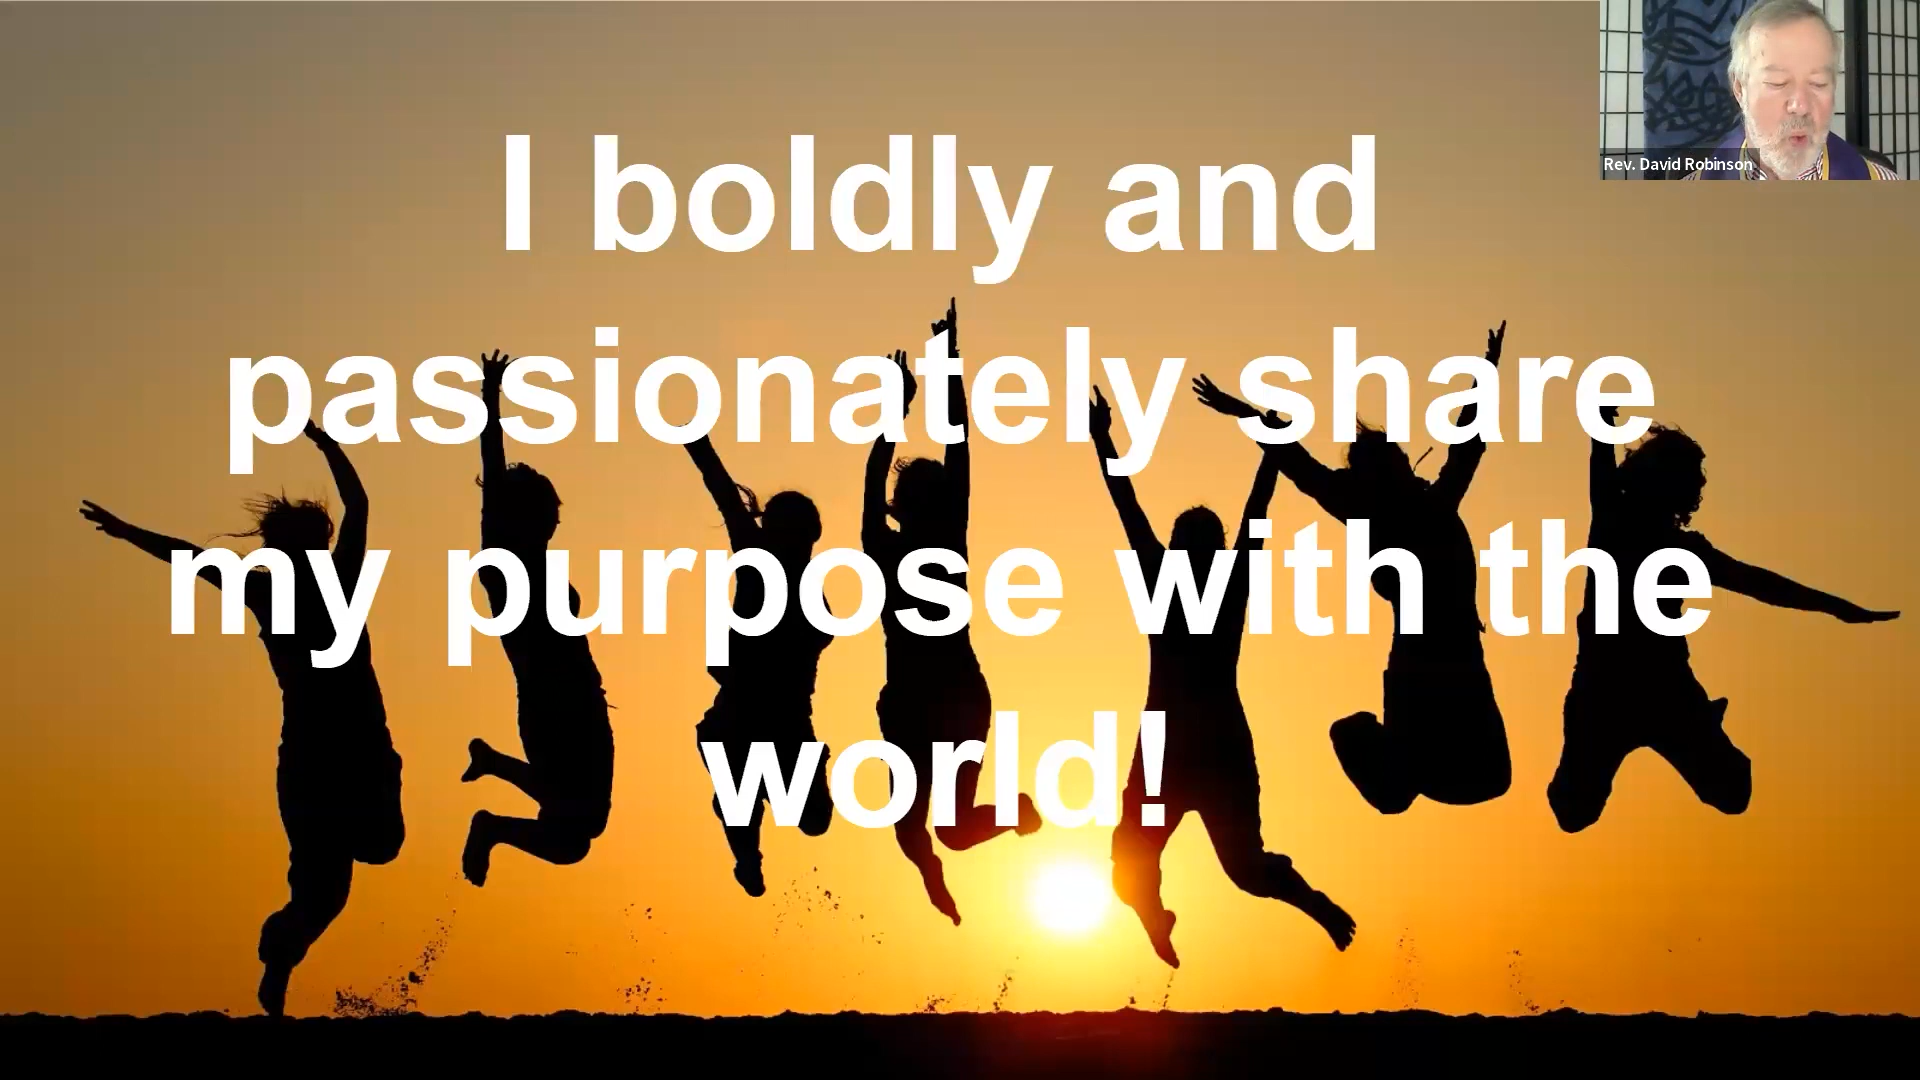 Rev. David Robinson
I boldly and
passionately share
my purpose with the
world!